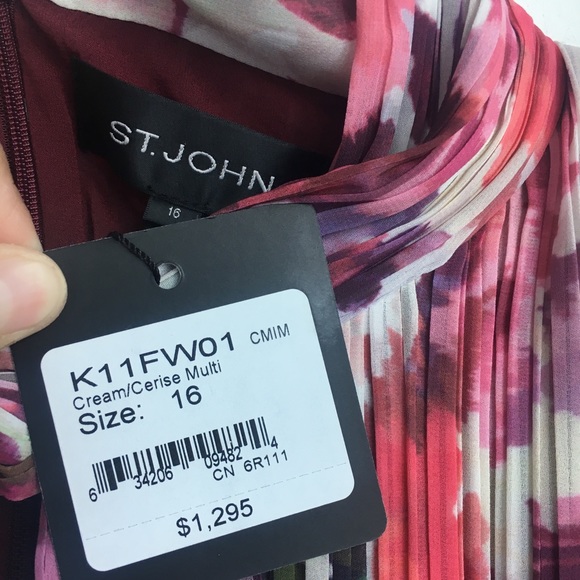 ST. JOHN
16
K11FW01 CMIM
Cream/Cerise Multi
Size: 16
6 34206 09482 4
CN 6R111
$1,295